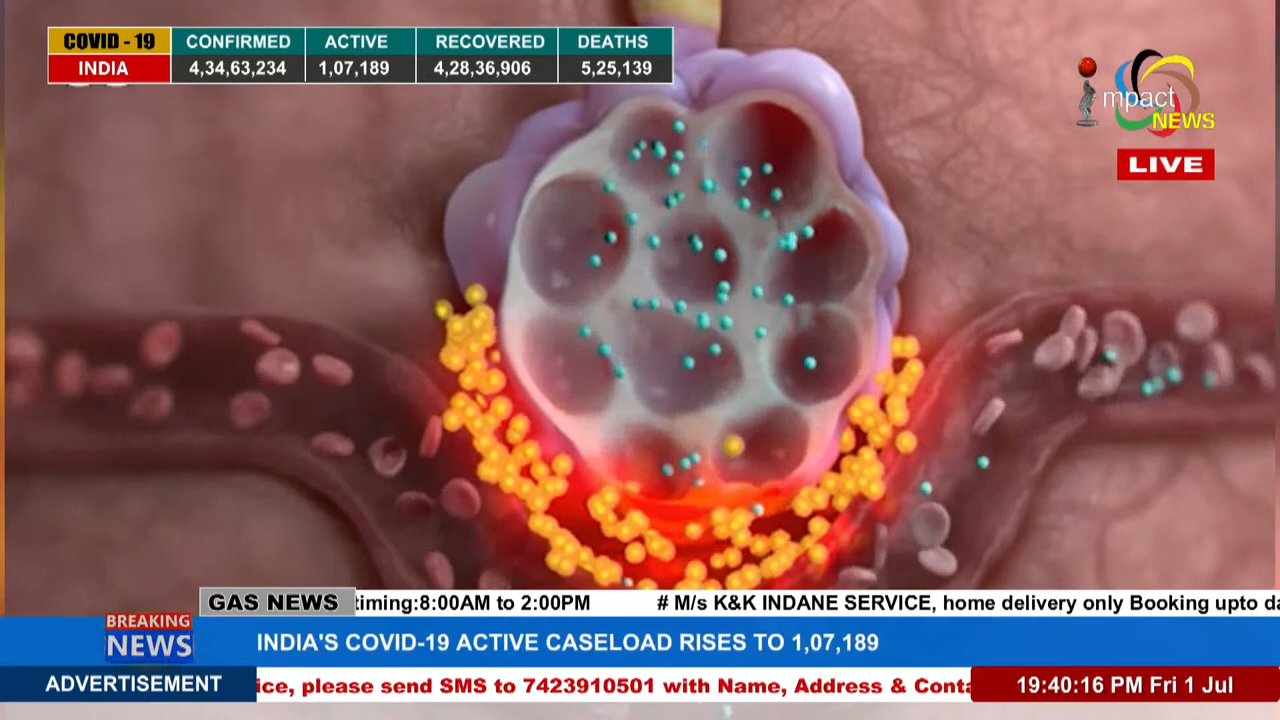 COVID - 19 CONFIRMED ACTIVE RECOVERED DEATHS
INDIA 4,34,63,234 1,07,189 4,28,36,906 5,25,139
impact
NEWS
LIVE
GAS NEWS timing:8:00AM to 2:00PM # M/s K&K INDANE SERVICE, home delivery only Booking upto da
BREAKING
NEWS
INDIA'S COVID-19 ACTIVE CASELOAD RISES TO 1,07,189
ADVERTISEMENT ice, please send SMS to 7423910501 with Name, Address & Conta 19:40:16 PM Fri 1 Jul